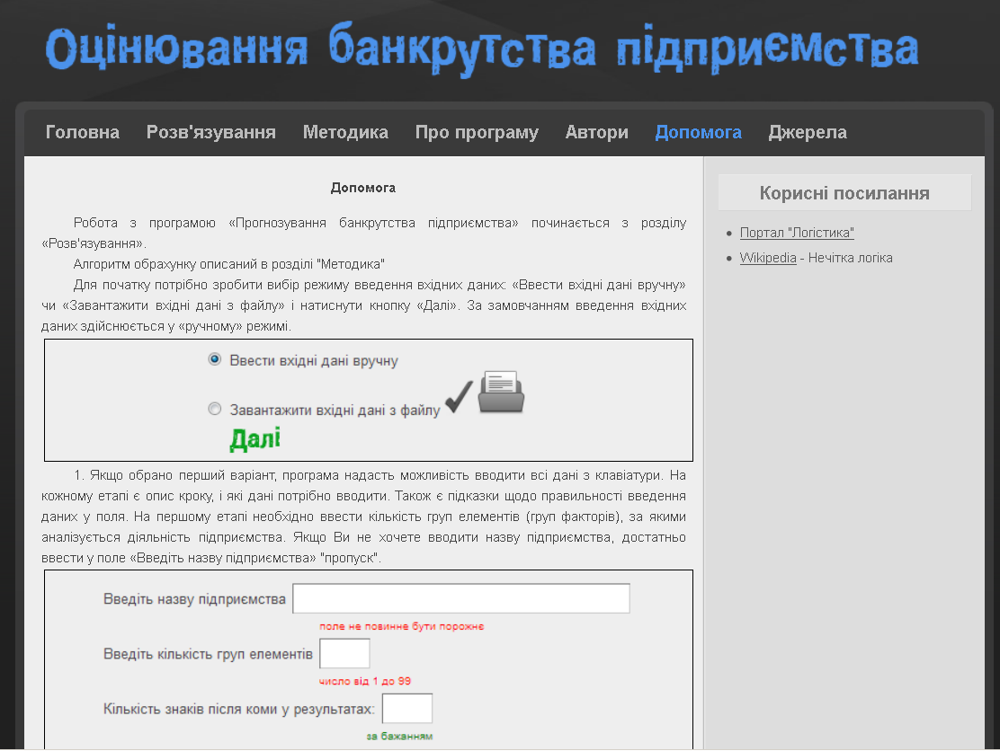 Оцінювання банкрутства підприємства
Головна Розв'язування Методика Про програму Автори Допомога Джерела
Допомога
Робота з програмою «Прогнозування банкрутства підприємства» починається з розділу
«Розв'язування».
Алгоритм обрахунку описаний в розділі "Методика"
Для початку потрібно зробити вибір режиму введення вхідних даних: «Ввести вхідні дані вручну»
чи «Завантажити вхідні дані з файлу» і натиснути кнопку «Далі». За замовчанням введення вхідних
даних здійснюється у «ручному» режимі.
Ввести вхідні дані вручну
Завантажити вхідні дані з файлу
Далі
1. Якщо обрано перший варіант, програма надасть можливість вводити всі дані з клавіатури. На
кожному етапі є опис кроку, і які дані потрібно вводити. Також є підказки щодо правильності введення
даних у поля. На першому етапі необхідно ввести кількість груп елементів (груп факторів), за якими
аналізується діяльність підприємства. Якщо Ви не хочете вводити назву підприємства, достатньо
ввести у поле «Введіть назву підприємства» "пропуск".
Введіть назву підприємства
поле не повинне бути порожнє
Введіть кількість груп елементів
число від 1 до 99
Кількість знаків після коми у результатах:
за бажанням
Корисні посилання
Портал "Логістика"
Wikipedia - Нечітка логіка